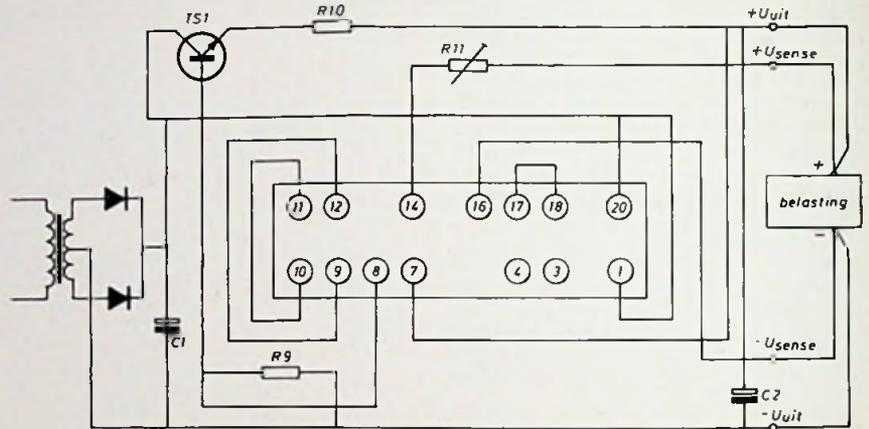 TS1
R10
+Uuit
+Usense
R11
11
12
14
16
17
18
20
+
belasting
−
10
9
8
7
4
3
1
C1
R9
-Usense
C2
-Uuit